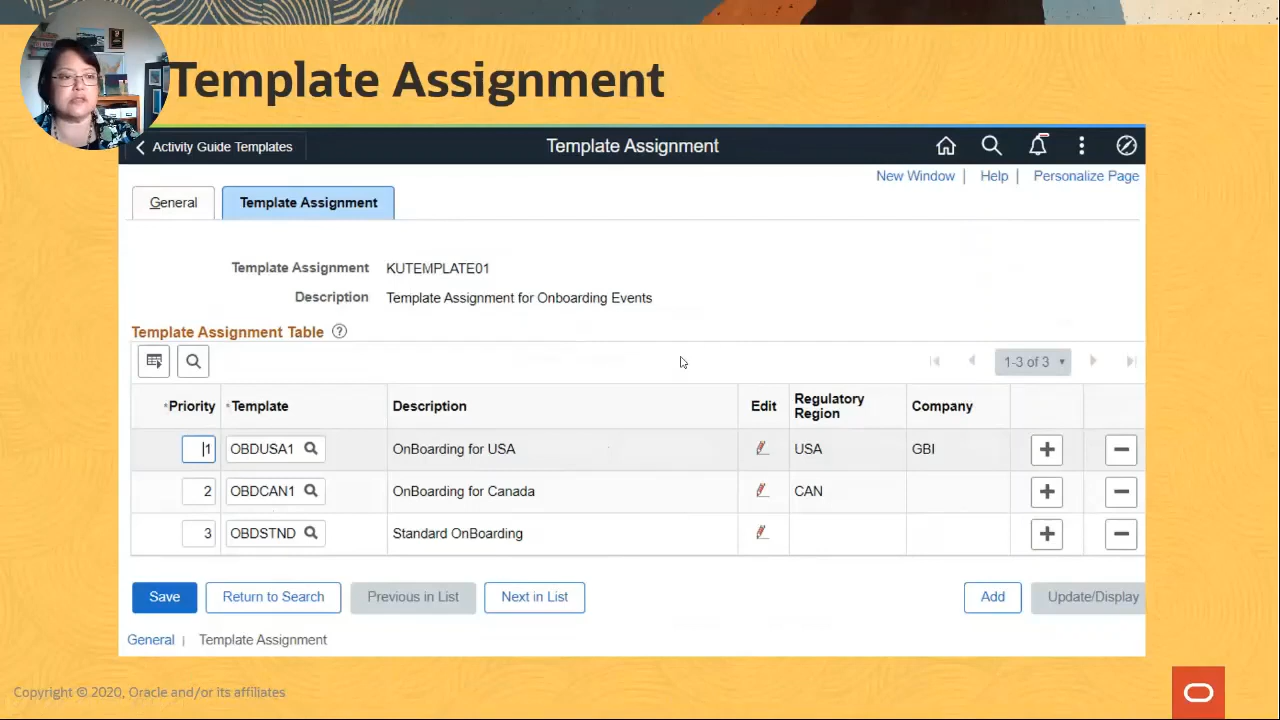 Template Assignment
Activity Guide Templates
Template Assignment
New Window | Help | Personalize Page
General
Template Assignment
Template Assignment KUTEMPLATE01
Description Template Assignment for Onboarding Events
Template Assignment Table ?
1-3 of 3
*Priority *Template Description Edit Regulatory Region Company
1 OBDUSA1 OnBoarding for USA USA GBI
2 OBDCAN1 OnBoarding for Canada CAN
3 OBDSTND Standard OnBoarding
Save Return to Search Previous in List Next in List Add Update/Display
General | Template Assignment
Copyright © 2020, Oracle and/or its affiliates